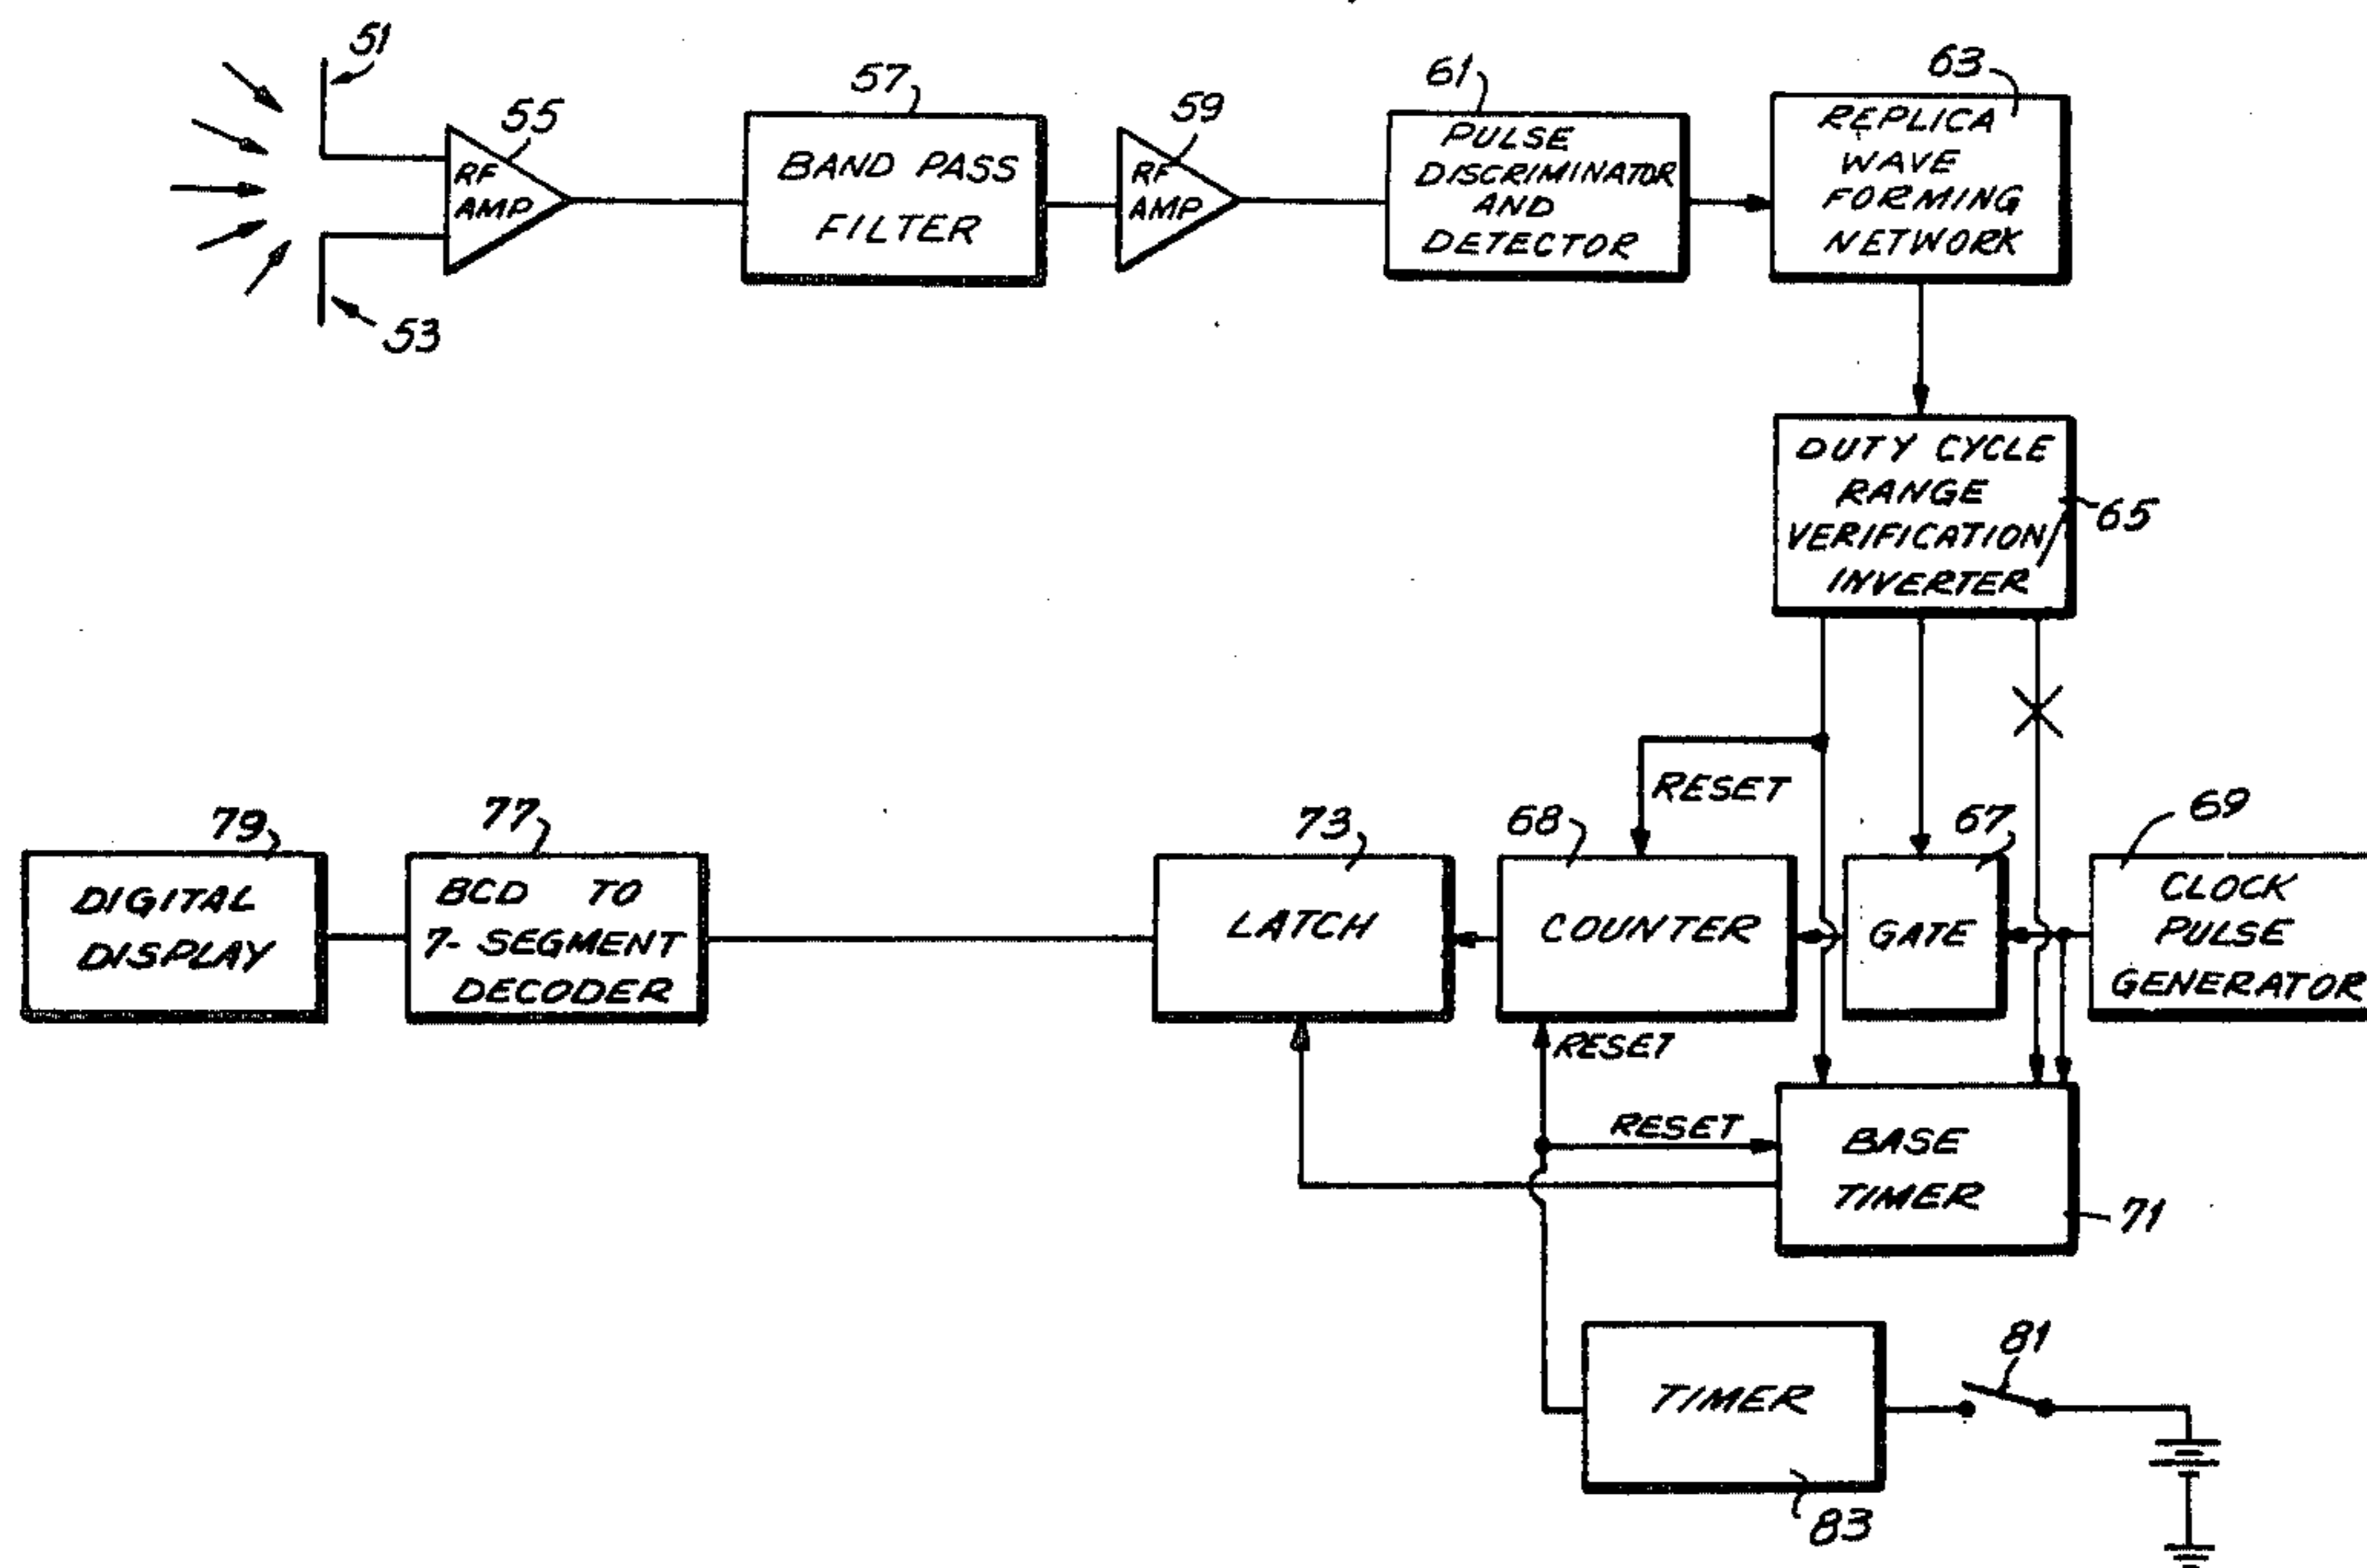 51
53
55
RF
AMP
57
BAND PASS
FILTER
59
RF
AMP
61
PULSE
DISCRIMINATOR
AND
DETECTOR
63
REPLICA
WAVE
FORMING
NETWORK
DUTY CYCLE
RANGE
VERIFICATION
INVERTER
65
RESET
79
DIGITAL
DISPLAY
77
BCD TO
7-SEGMENT
DECODER
73
LATCH
68
COUNTER
67
GATE
69
CLOCK
PULSE
GENERATOR
RESET
RESET
BASE
TIMER
71
TIMER
83
81